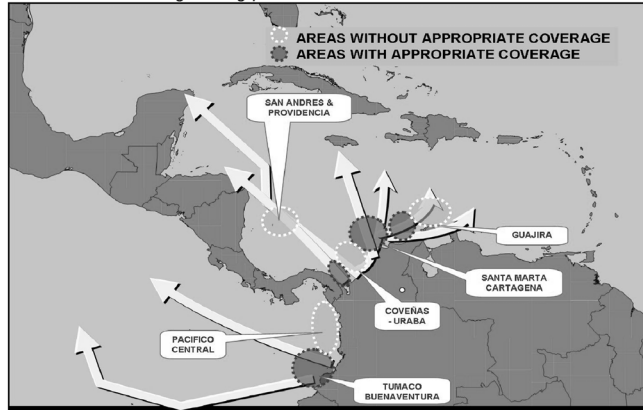 AREAS WITHOUT APPROPRIATE COVERAGE
AREAS WITH APPROPRIATE COVERAGE
SAN ANDRES &
PROVIDENCIA
GUAJIRA
SANTA MARTA
CARTAGENA
COVEÑAS
- URABA
PACIFICO
CENTRAL
TUMACO
BUENAVENTURA